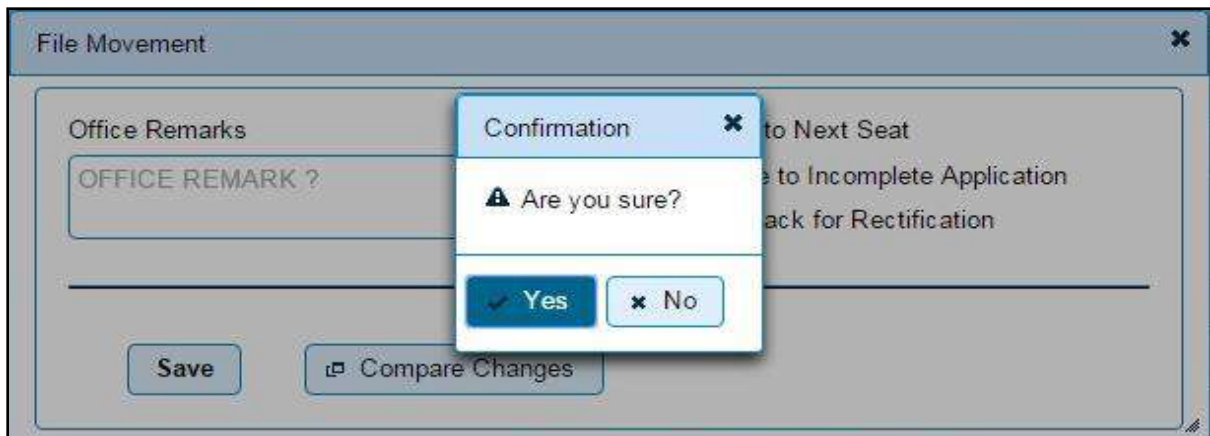 File Movement
Office Remarks
OFFICE REMARK ?
Confirmation
Are you sure?
Yes
No
to Next Seat
to Incomplete Application
for Rectification
Save
Compare Changes